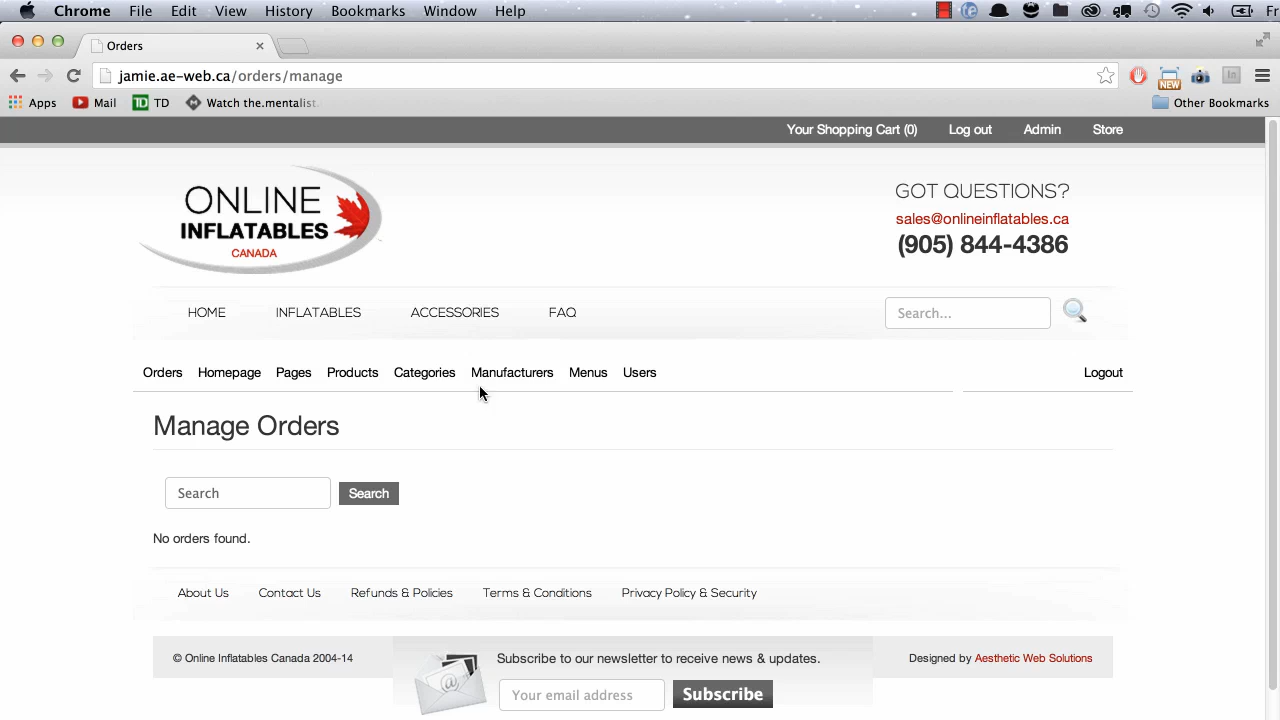 Chrome File Edit View History Bookmarks Window Help Fr
Orders
jamie.ae-web.ca/orders/manage
NEW
Apps Mail TD TD Watch the.mentalist Other Bookmarks
Your Shopping Cart (0) Log out Admin Store
ONLINE
INFLATABLES
CANADA
GOT QUESTIONS?
sales@onlineinflatables.ca
(905) 844-4386
HOME INFLATABLES ACCESSORIES FAQ Search...
Orders Homepage Pages Products Categories Manufacturers Menus Users Logout
Manage Orders
Search Search
No orders found.
About Us Contact Us Refunds & Policies Terms & Conditions Privacy Policy & Security
© Online Inflatables Canada 2004-14 Subscribe to our newsletter to receive news & updates. Designed by Aesthetic Web Solutions
Your email address Subscribe